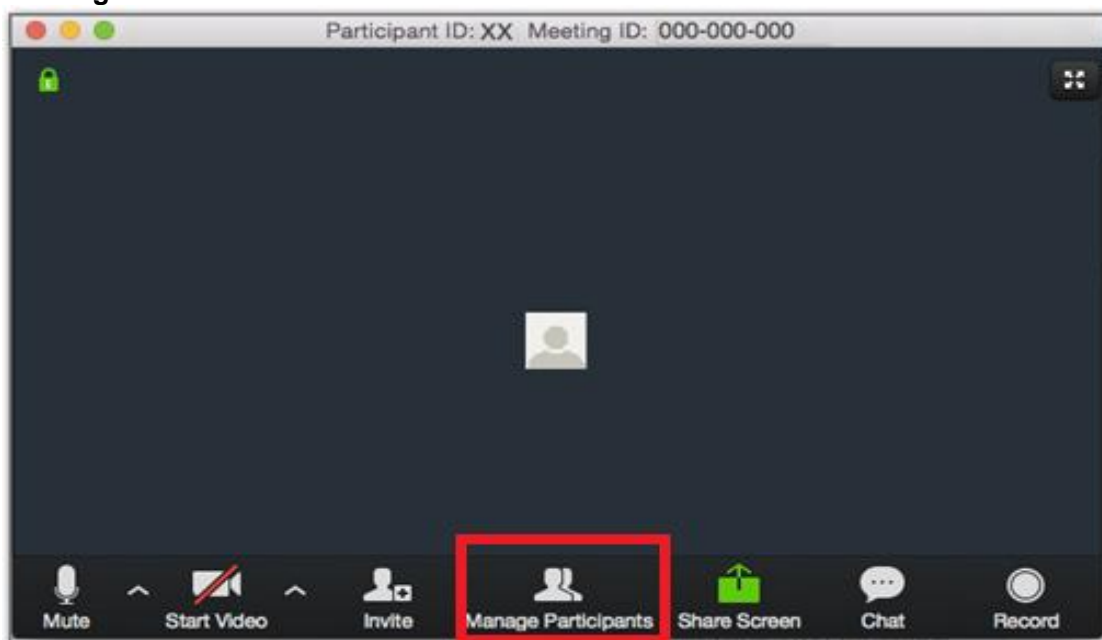 Participant ID: XX Meeting ID: 000-000-000
Mute
Start Video
Invite
Manage Participants
Share Screen
Chat
Record